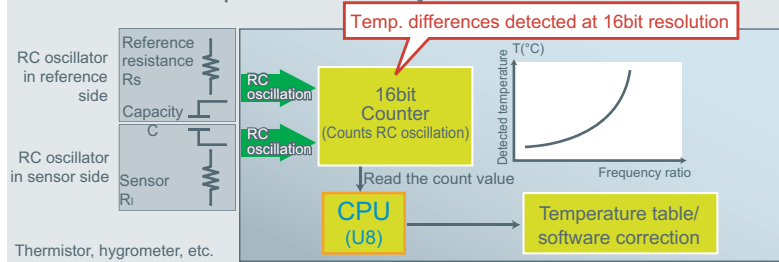 Temp. differences detected at 16bit resolution
RC oscillator
in reference
side
Reference
resistance
Rs
Capacity
C
RC oscillator
in sensor side
Sensor
RI
Thermistor, hygrometer, etc.
RC
oscillation
RC
oscillation
16bit
Counter
(Counts RC oscillation)
Read the count value
CPU
(U8)
T(°C)
Detected temperature
Frequency ratio
Temperature table/
software correction